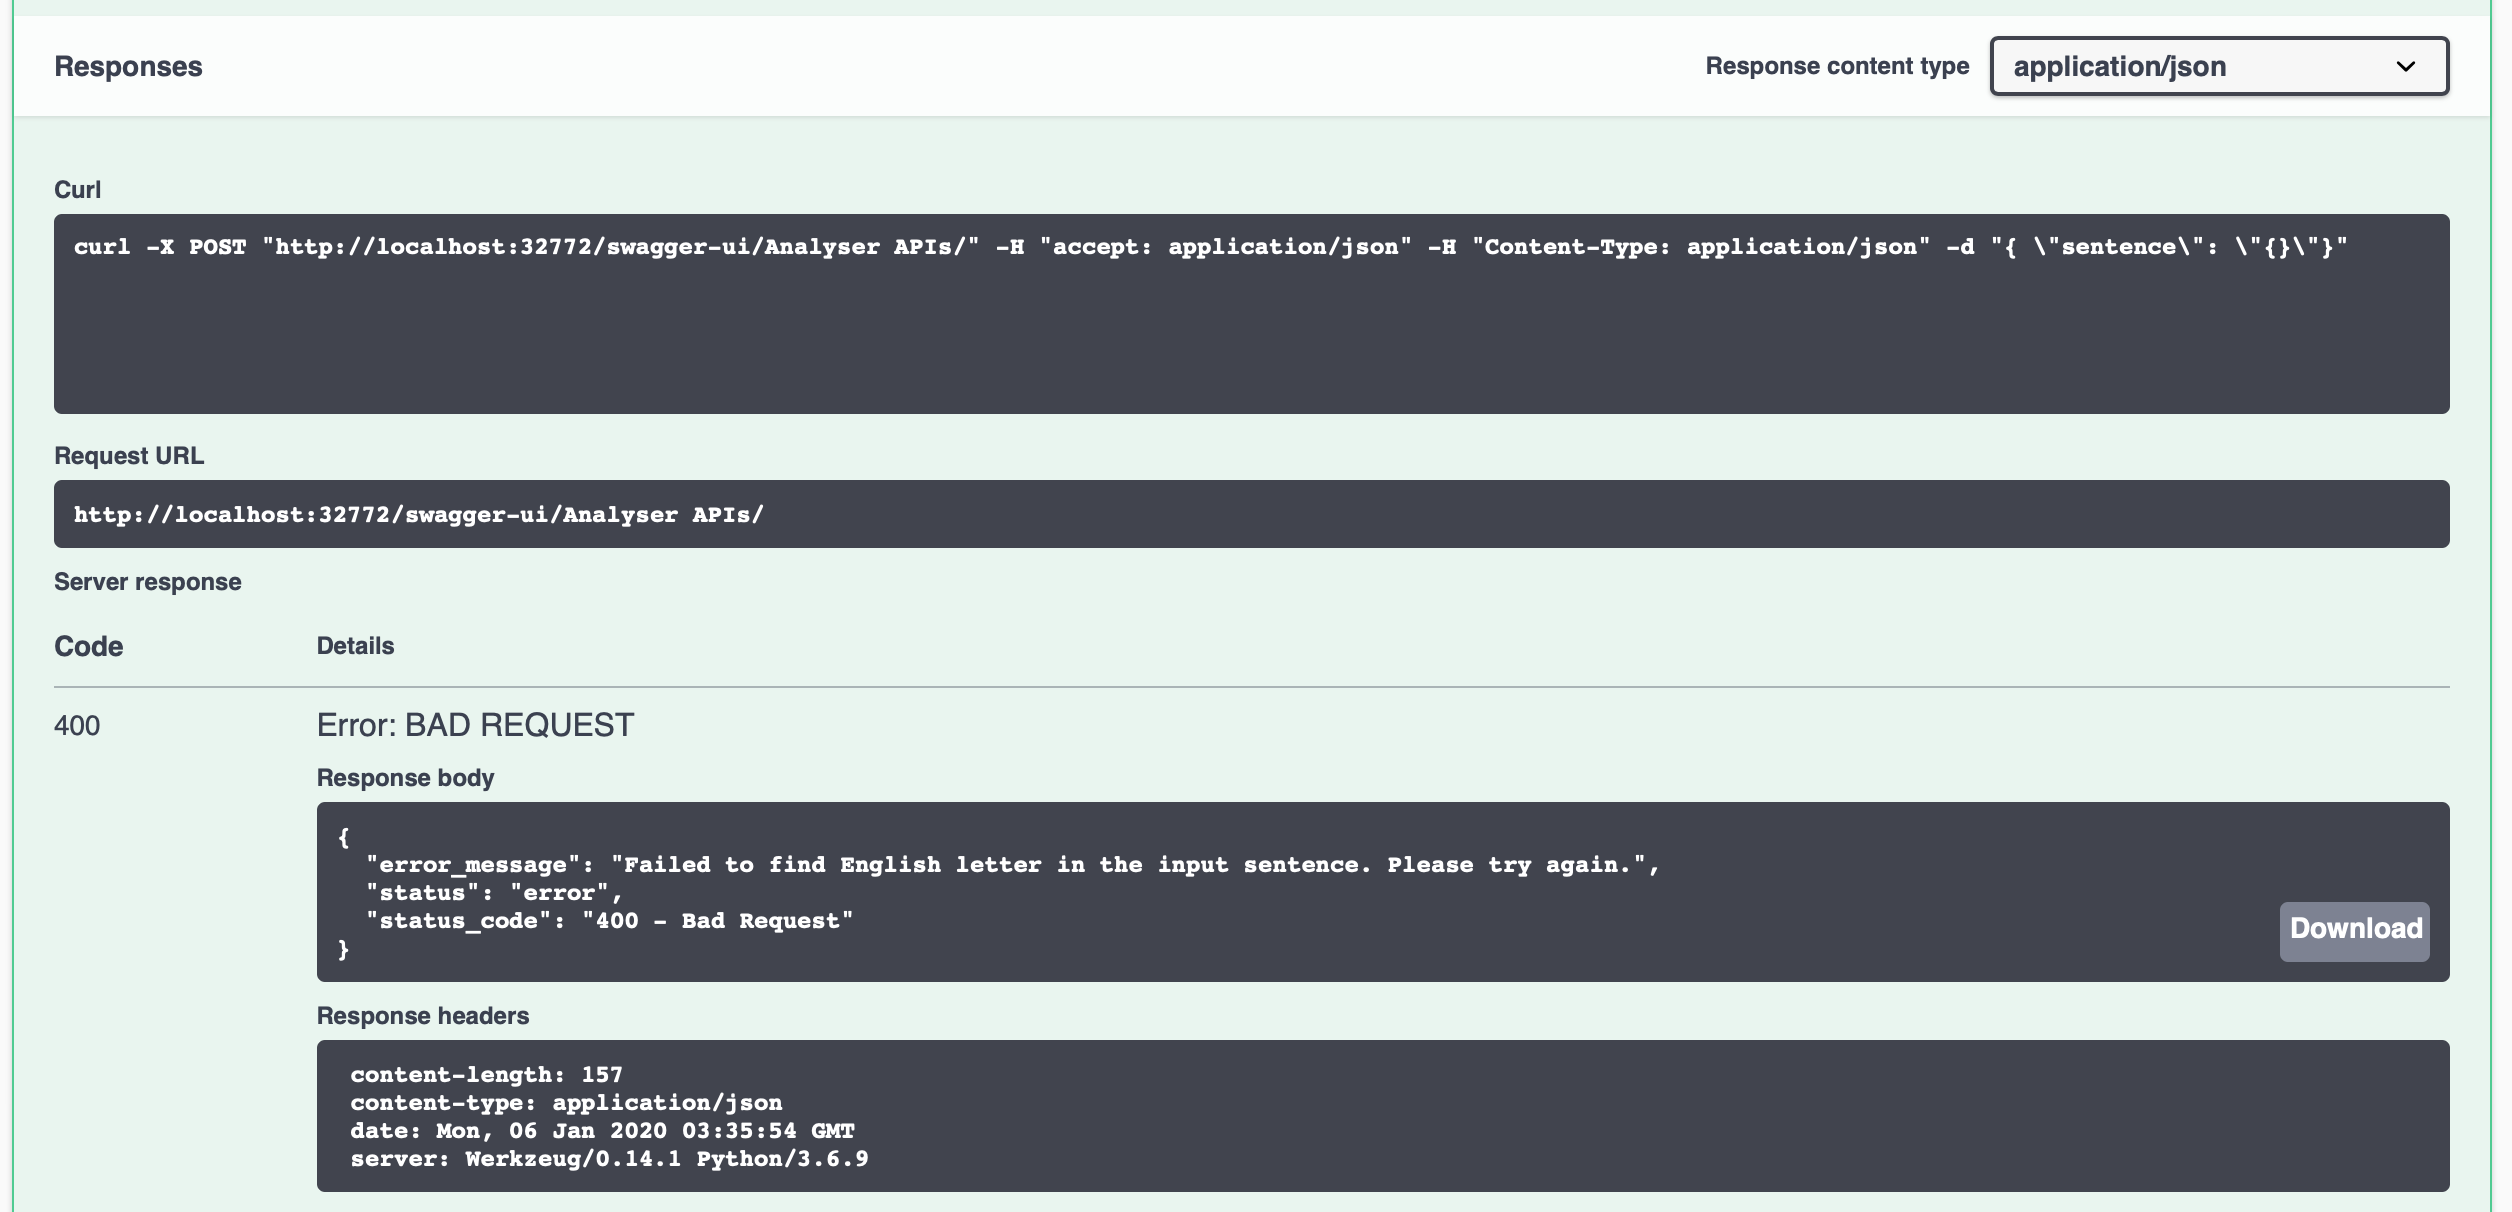 Responses
Response content type
application/json
Curl
curl -X POST "http://localhost:32772/swagger-ui/Analyser APIs/" -H "accept: application/json" -H "Content-Type: application/json" -d "{ \"sentence\": \"{}\"}"
Request URL
http://localhost:32772/swagger-ui/Analyser APIs/
Server response
Code Details
400 Error: BAD REQUEST
Response body
{
  "error_message": "Failed to find English letter in the input sentence. Please try again.",
  "status": "error",
  "status_code": "400 - Bad Request"
}
Download
Response headers
content-length: 157
content-type: application/json
date: Mon, 06 Jan 2020 03:35:54 GMT
server: Werkzeug/0.14.1 Python/3.6.9